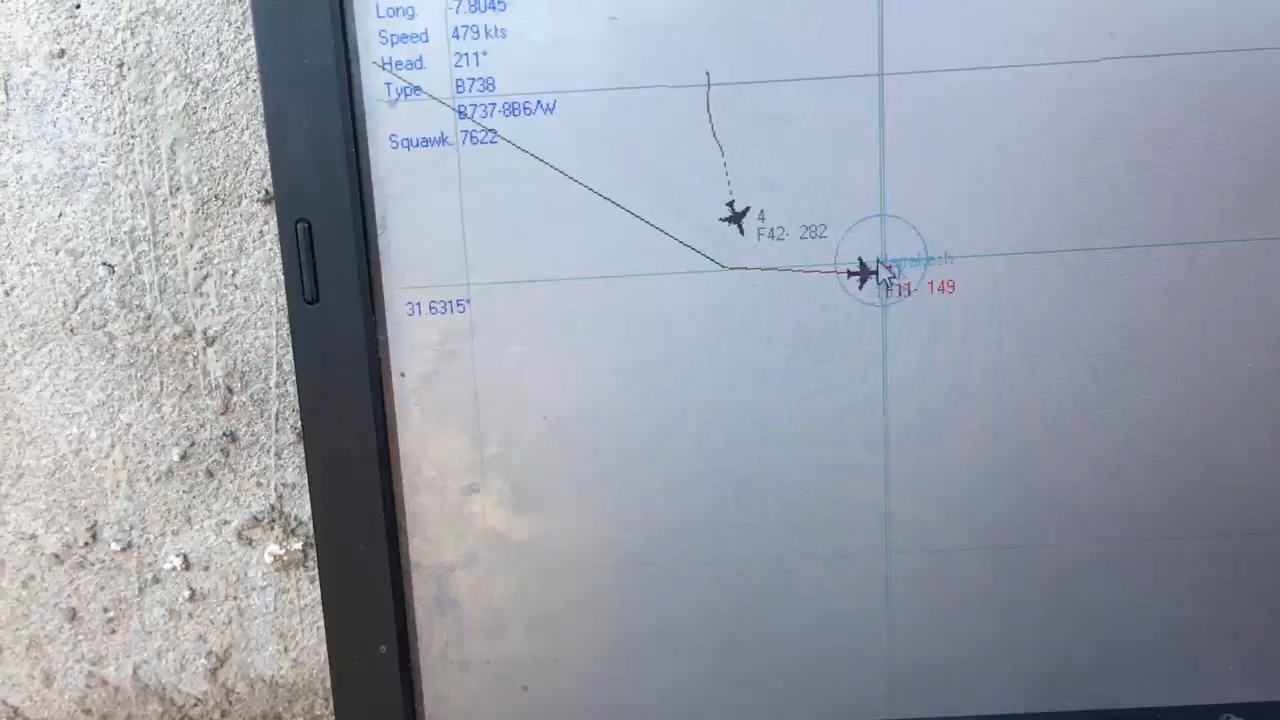 Long. -7.8045
Speed 479 kts
Head. 211°
Type B738
B737-8B6/W
Squawk. 7622
4
F42- 282
149
31.6315°